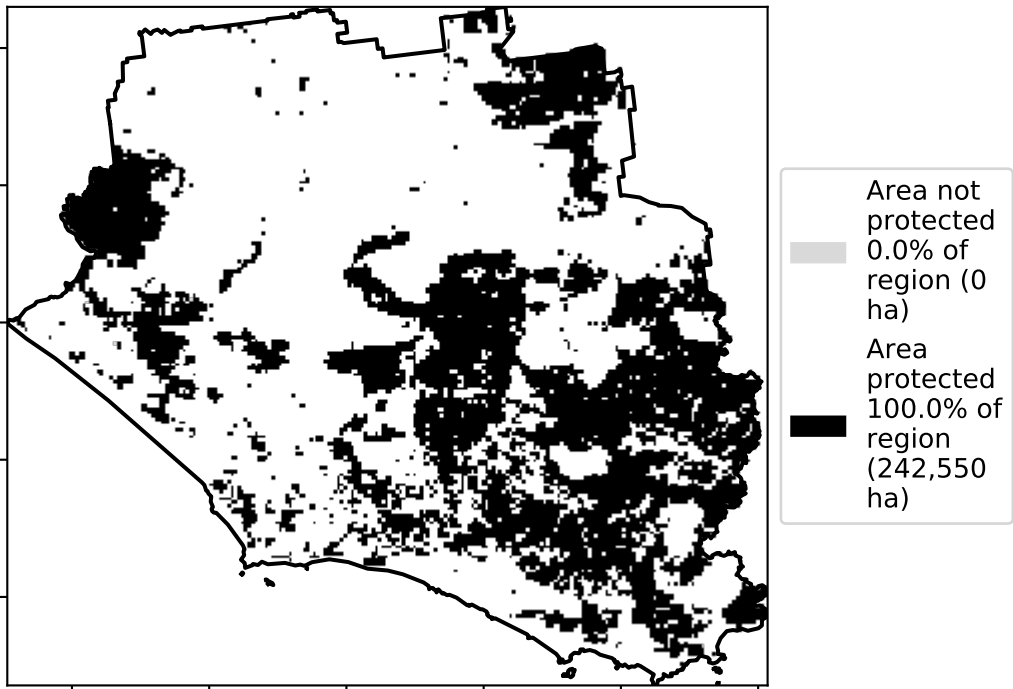 Area not
protected
0.0% of
region (0
ha)
Area
protected
100.0% of
region
(242,550
ha)